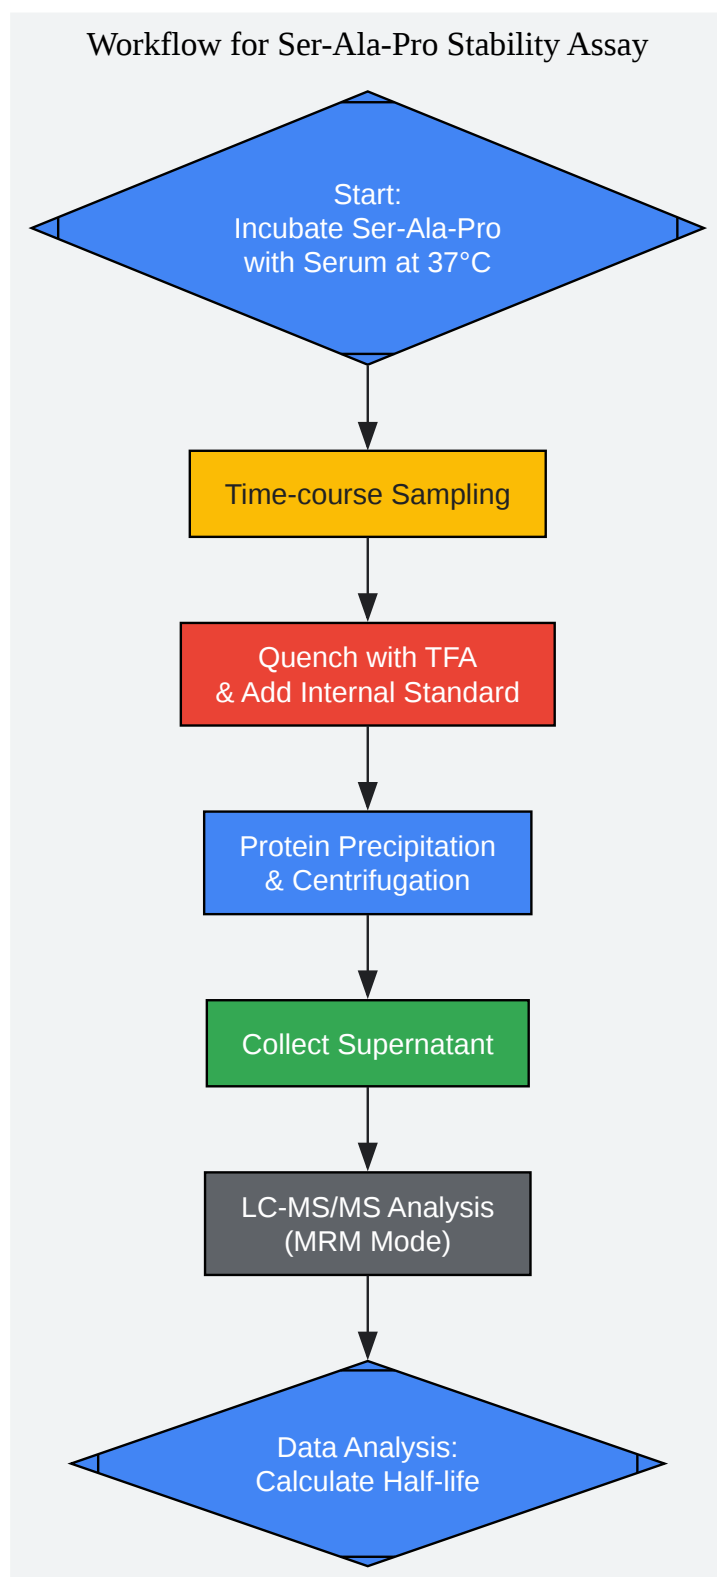 Workflow for Ser-Ala-Pro Stability Assay
Start:
Incubate Ser-Ala-Pro
with Serum at 37°C
Time-course Sampling
Quench with TFA
& Add Internal Standard
Protein Precipitation
& Centrifugation
Collect Supernatant
LC-MS/MS Analysis
(MRM Mode)
Data Analysis:
Calculate Half-life